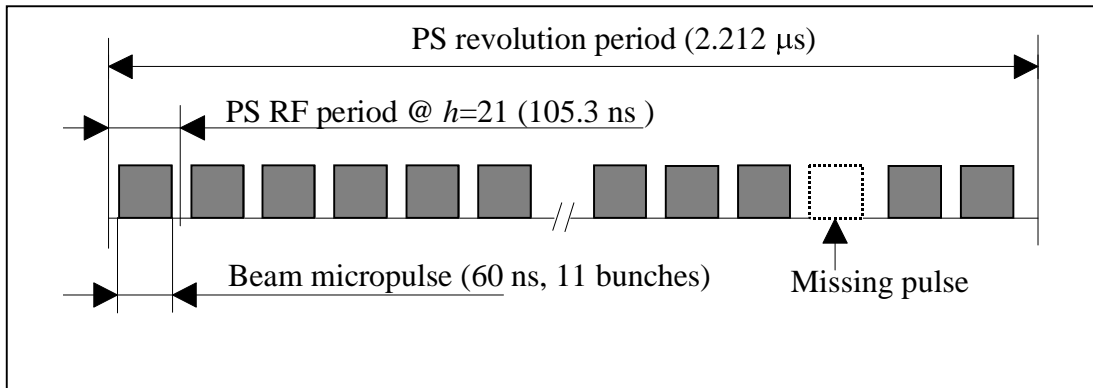 PS revolution period (2.212 μs)
PS RF period @ h=21 (105.3 ns )
Beam micropulse (60 ns, 11 bunches)
Missing pulse